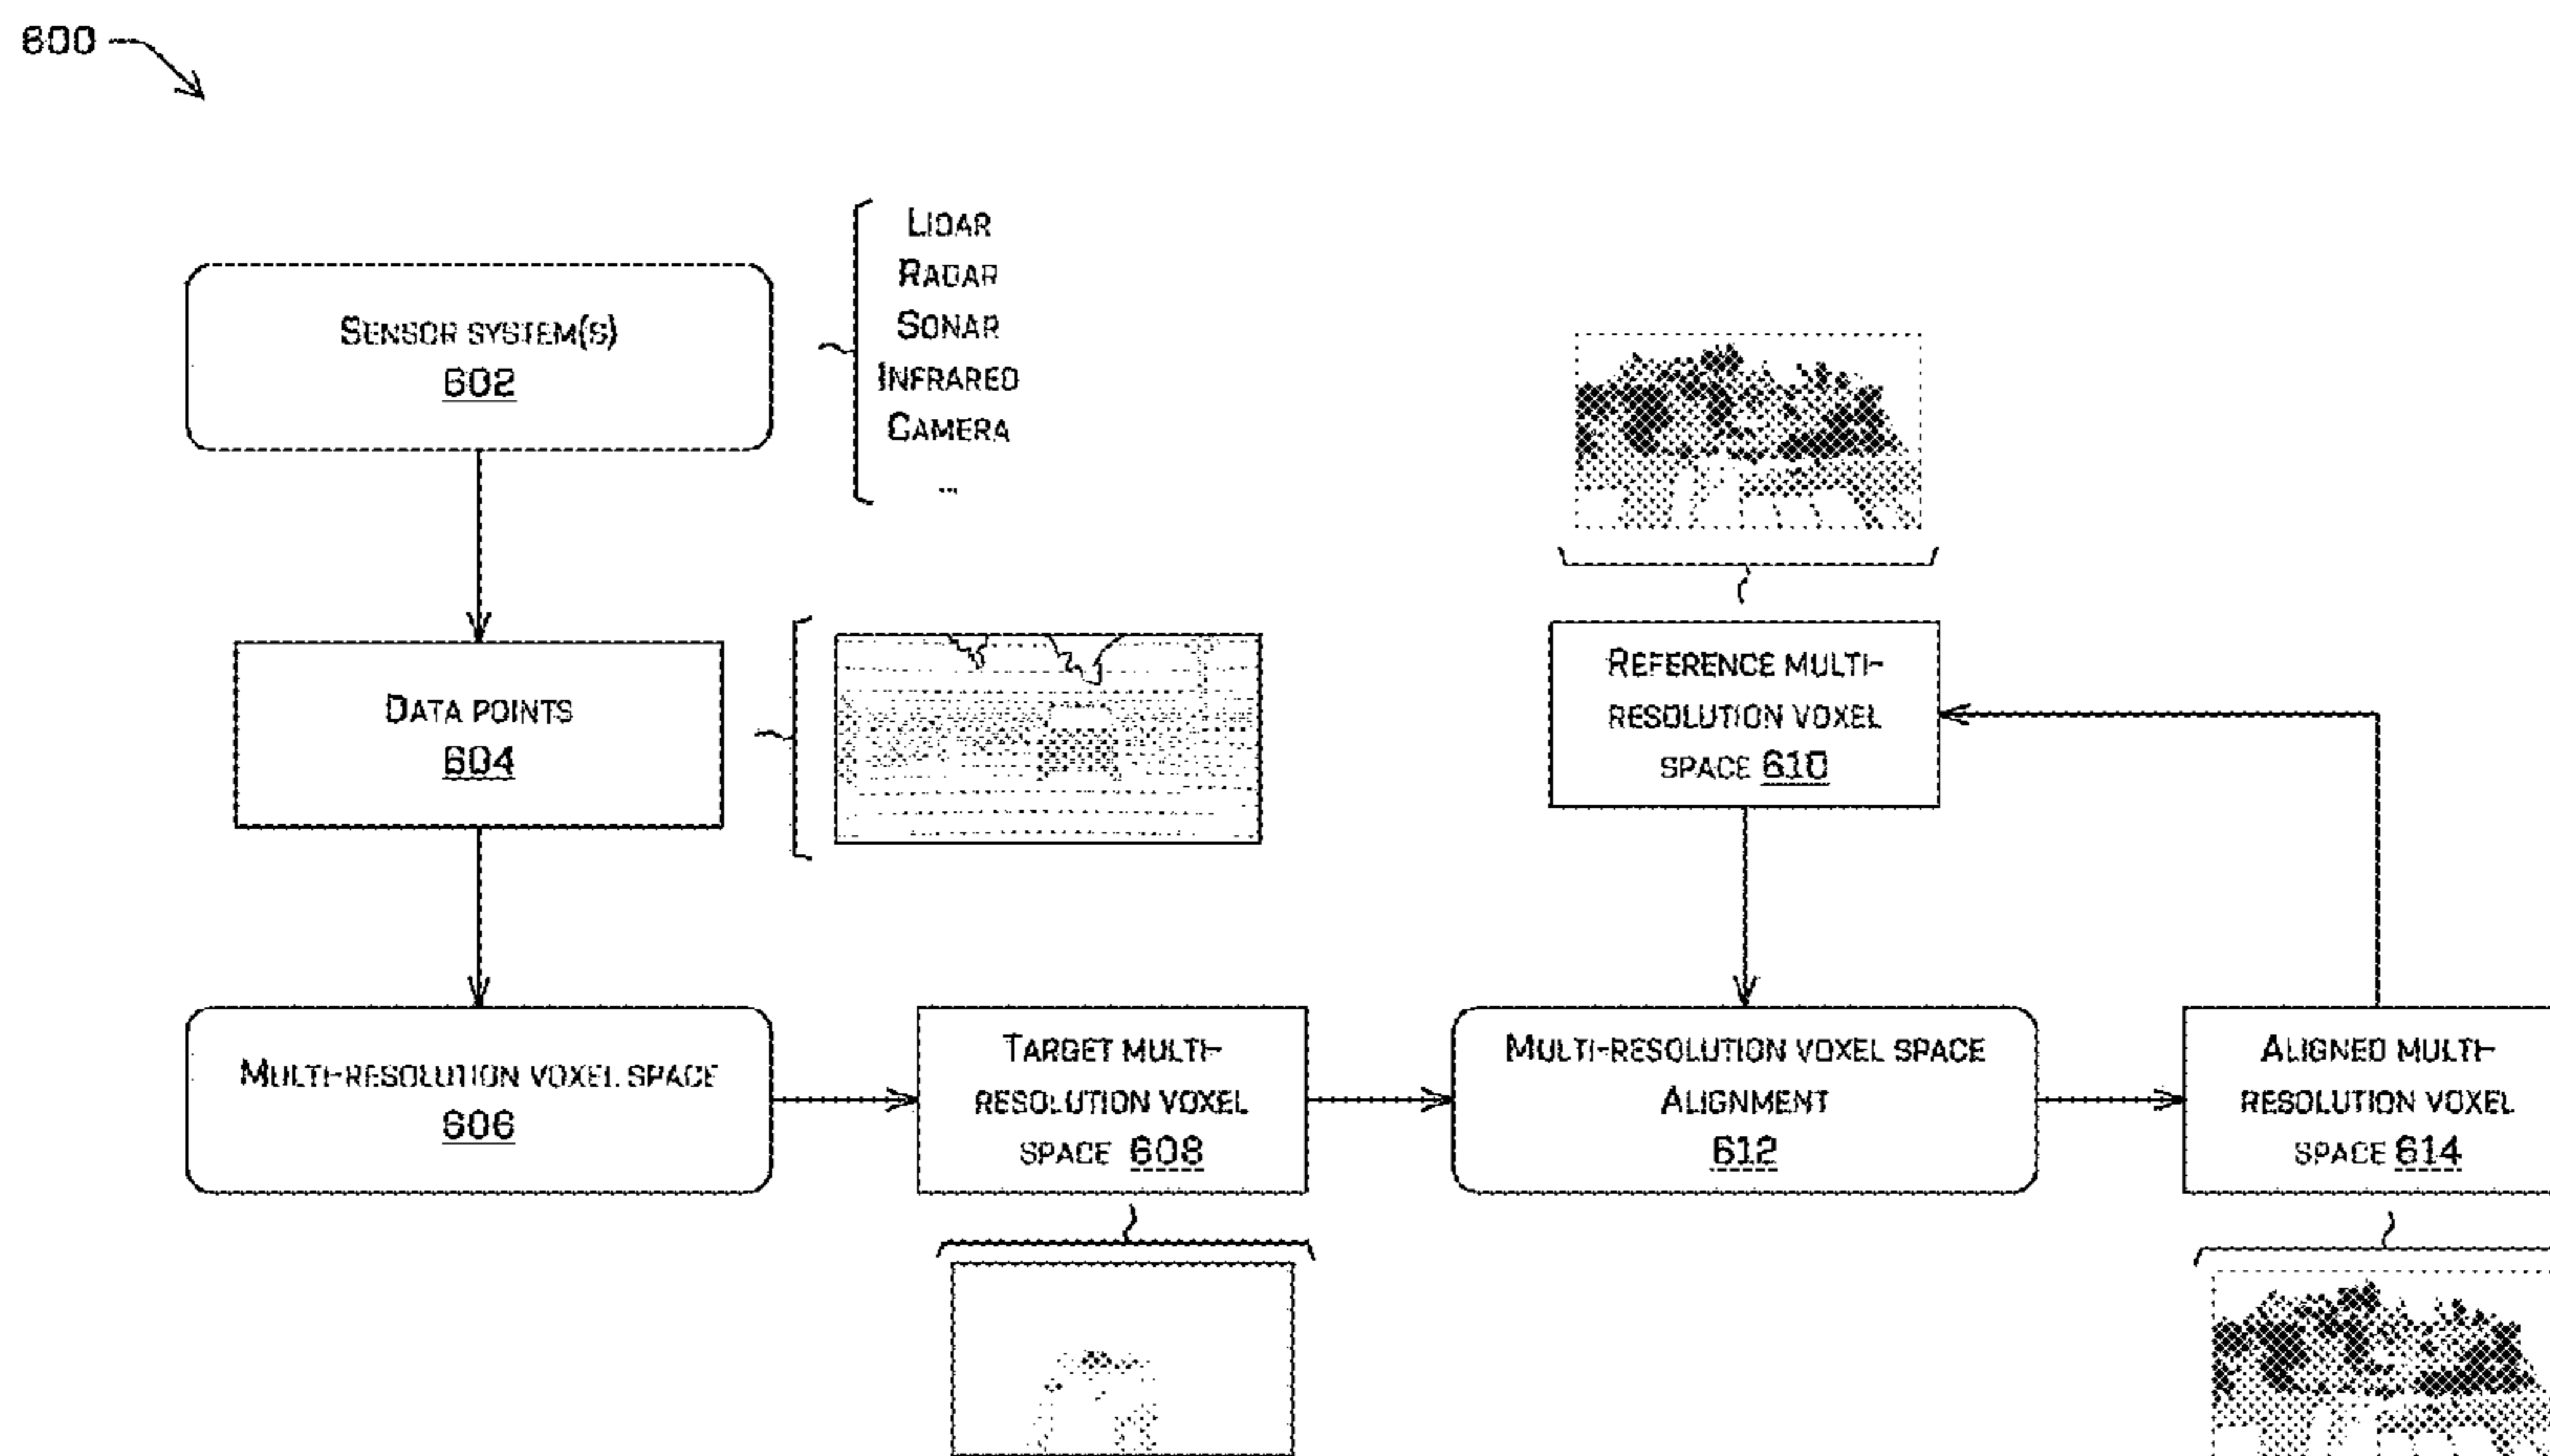 600
LIDAR
RADAR
SONAR
INFRARED
CAMERA
...
SENSOR SYSTEM(S)
602
DATA POINTS
604
REFERENCE MULTI-
RESOLUTION VOXEL
SPACE 610
MULTI-RESOLUTION VOXEL SPACE
606
TARGET MULTI-
RESOLUTION VOXEL
SPACE 608
MULTI-RESOLUTION VOXEL SPACE
ALIGNMENT
612
ALIGNED MULTI-
RESOLUTION VOXEL
SPACE 614